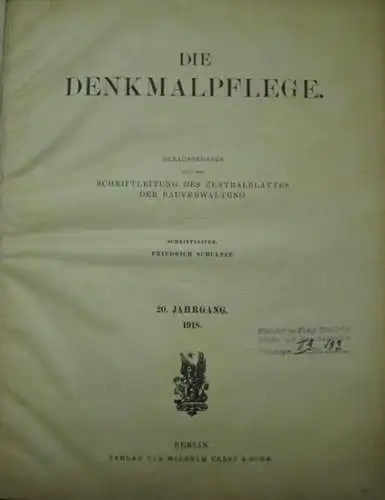 DIE
DENKMALPFLEGE.
HERAUSGEGEBEN
VON DER
SCHRIFTLEITUNG DES ZENTRALBLATTES
DER BAUVERWALTUNG
SCHRIFTLEITER:
FRIEDRICH SCHULTZE
20. JAHRGANG.
1918.
BERLIN.
VERLAG VON WILHELM ERNST & SOHN.